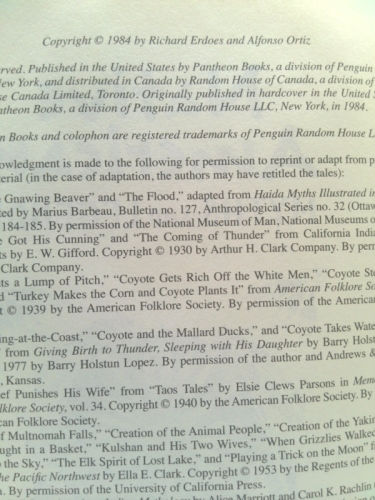 Copyright © 1984 by Richard Erdoes and Alfonso Ortiz
rved. Published in the United States by Pantheon Books, a division of Penguin
New York, and distributed in Canada by Random House of Canada, a division of
se Canada Limited, Toronto. Originally published in hardcover in the United S
ntheon Books, a division of Penguin Random House LLC, New York, in 1984.
n Books and colophon are registered trademarks of Penguin Random House L
nowledgment is made to the following for permission to reprint or adapt from p
terial (in the case of adaptation, the authors may have retitled the tales):
e Gnawing Beaver" and "The Flood," adapted from Haida Myths Illustrated in
ted by Marius Barbeau, Bulletin no. 127, Anthropological Series no. 32 (Ottaw
184-185. By permission of the National Museum of Man, National Museums o
e Got His Cunning" and "The Coming of Thunder" from California India
ts by E. W. Gifford. Copyright © 1930 by Arthur H. Clark Company. By perm
Clark Company.
ts a Lump of Pitch," "Coyote Gets Rich Off the White Men," "Coyote Ste
d "Turkey Makes the Corn and Coyote Plants It" from American Folklore So
t © 1939 by the American Folklore Society. By permission of the American
ing-at-the-Coast," "Coyote and the Mallard Ducks," and "Coyote Takes Wate
" from Giving Birth to Thunder, Sleeping with His Daughter by Barry Holst
1977 by Barry Holstun Lopez. By permission of the author and Andrews &
, Kansas.
ef Punishes His Wife" from "Taos Tales" by Elsie Clews Parsons in Memo
lklore Society, vol. 34. Copyright © 1940 by the American Folklore Society. By
an Folklore Society.
of Multnomah Falls," "Creation of the Animal People," "Creation of the Yakin
ught in a Basket," "Kulshan and His Two Wives," "When Grizzlies Walked
o the Sky," "The Elk Spirit of Lost Lake," and "Playing a Trick on the Moon" f
he Pacific Northwest by Ella E. Clark. Copyright © 1953 by the Regents of the
. By permission of the University of California Press.
Alice Marriott and Carol K. Rachlin C